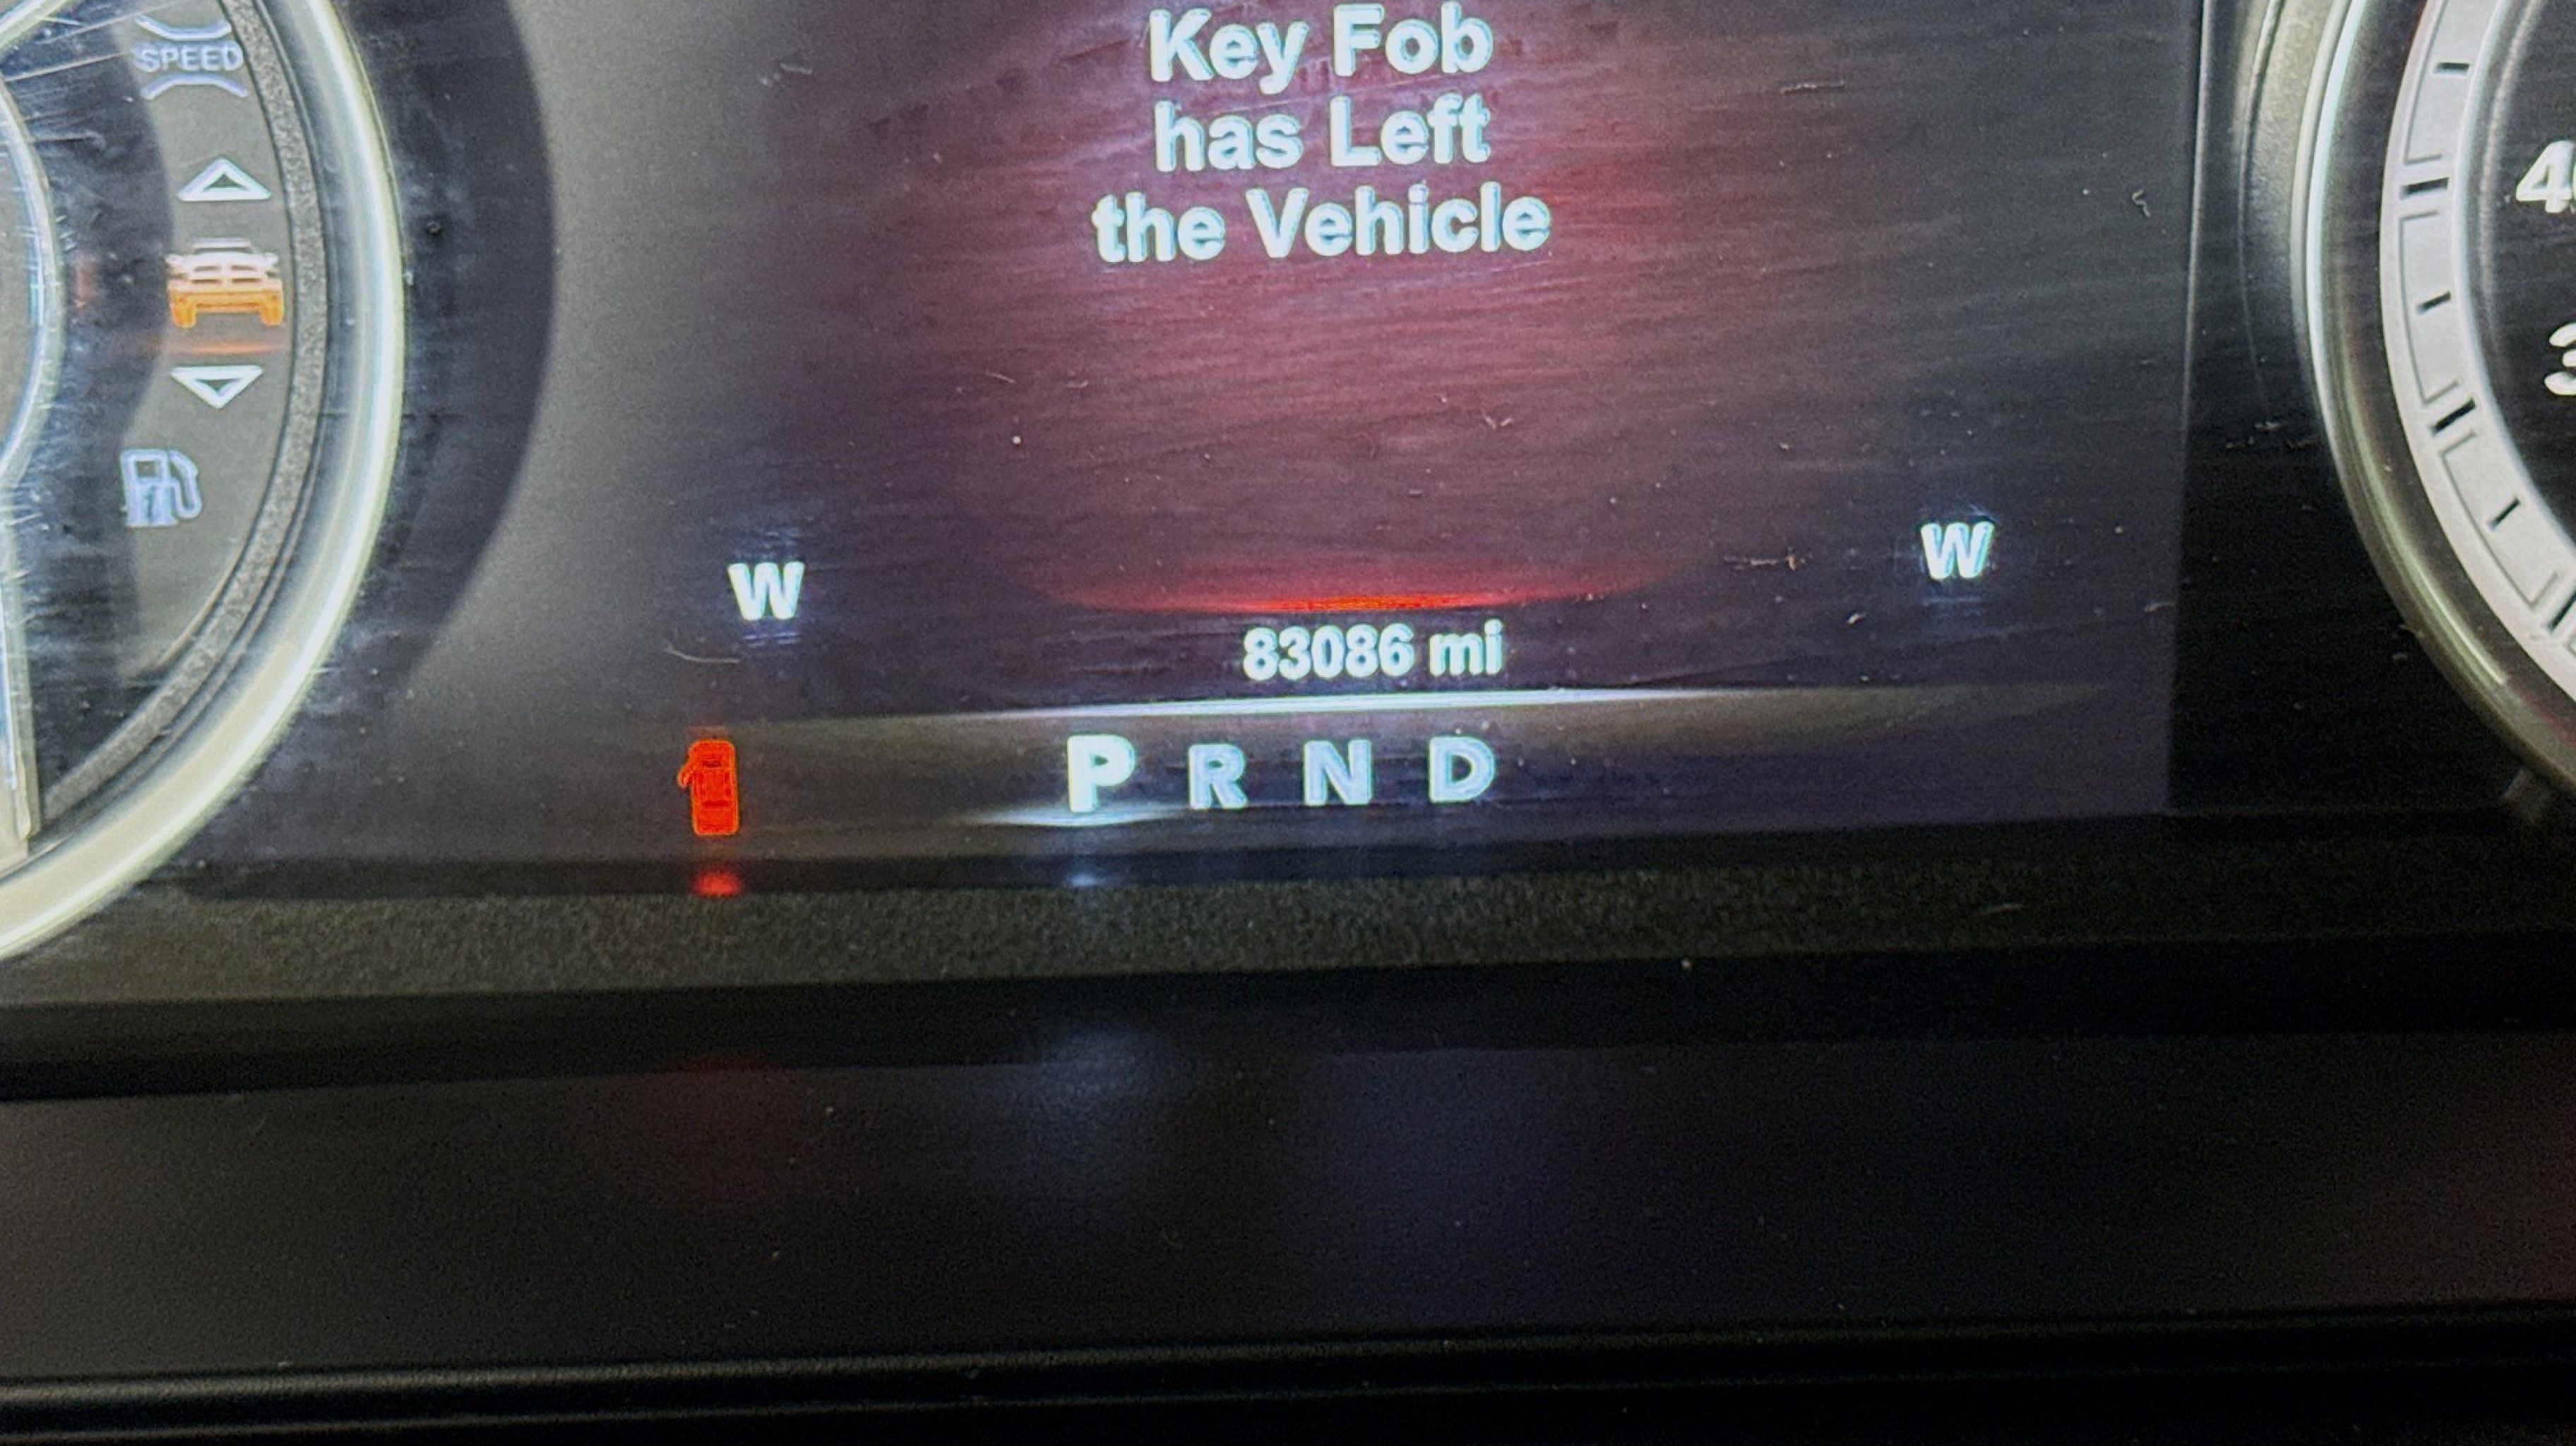 SPEED
Key Fob
has Left
the Vehicle
W
W
83086 mi
P R N D